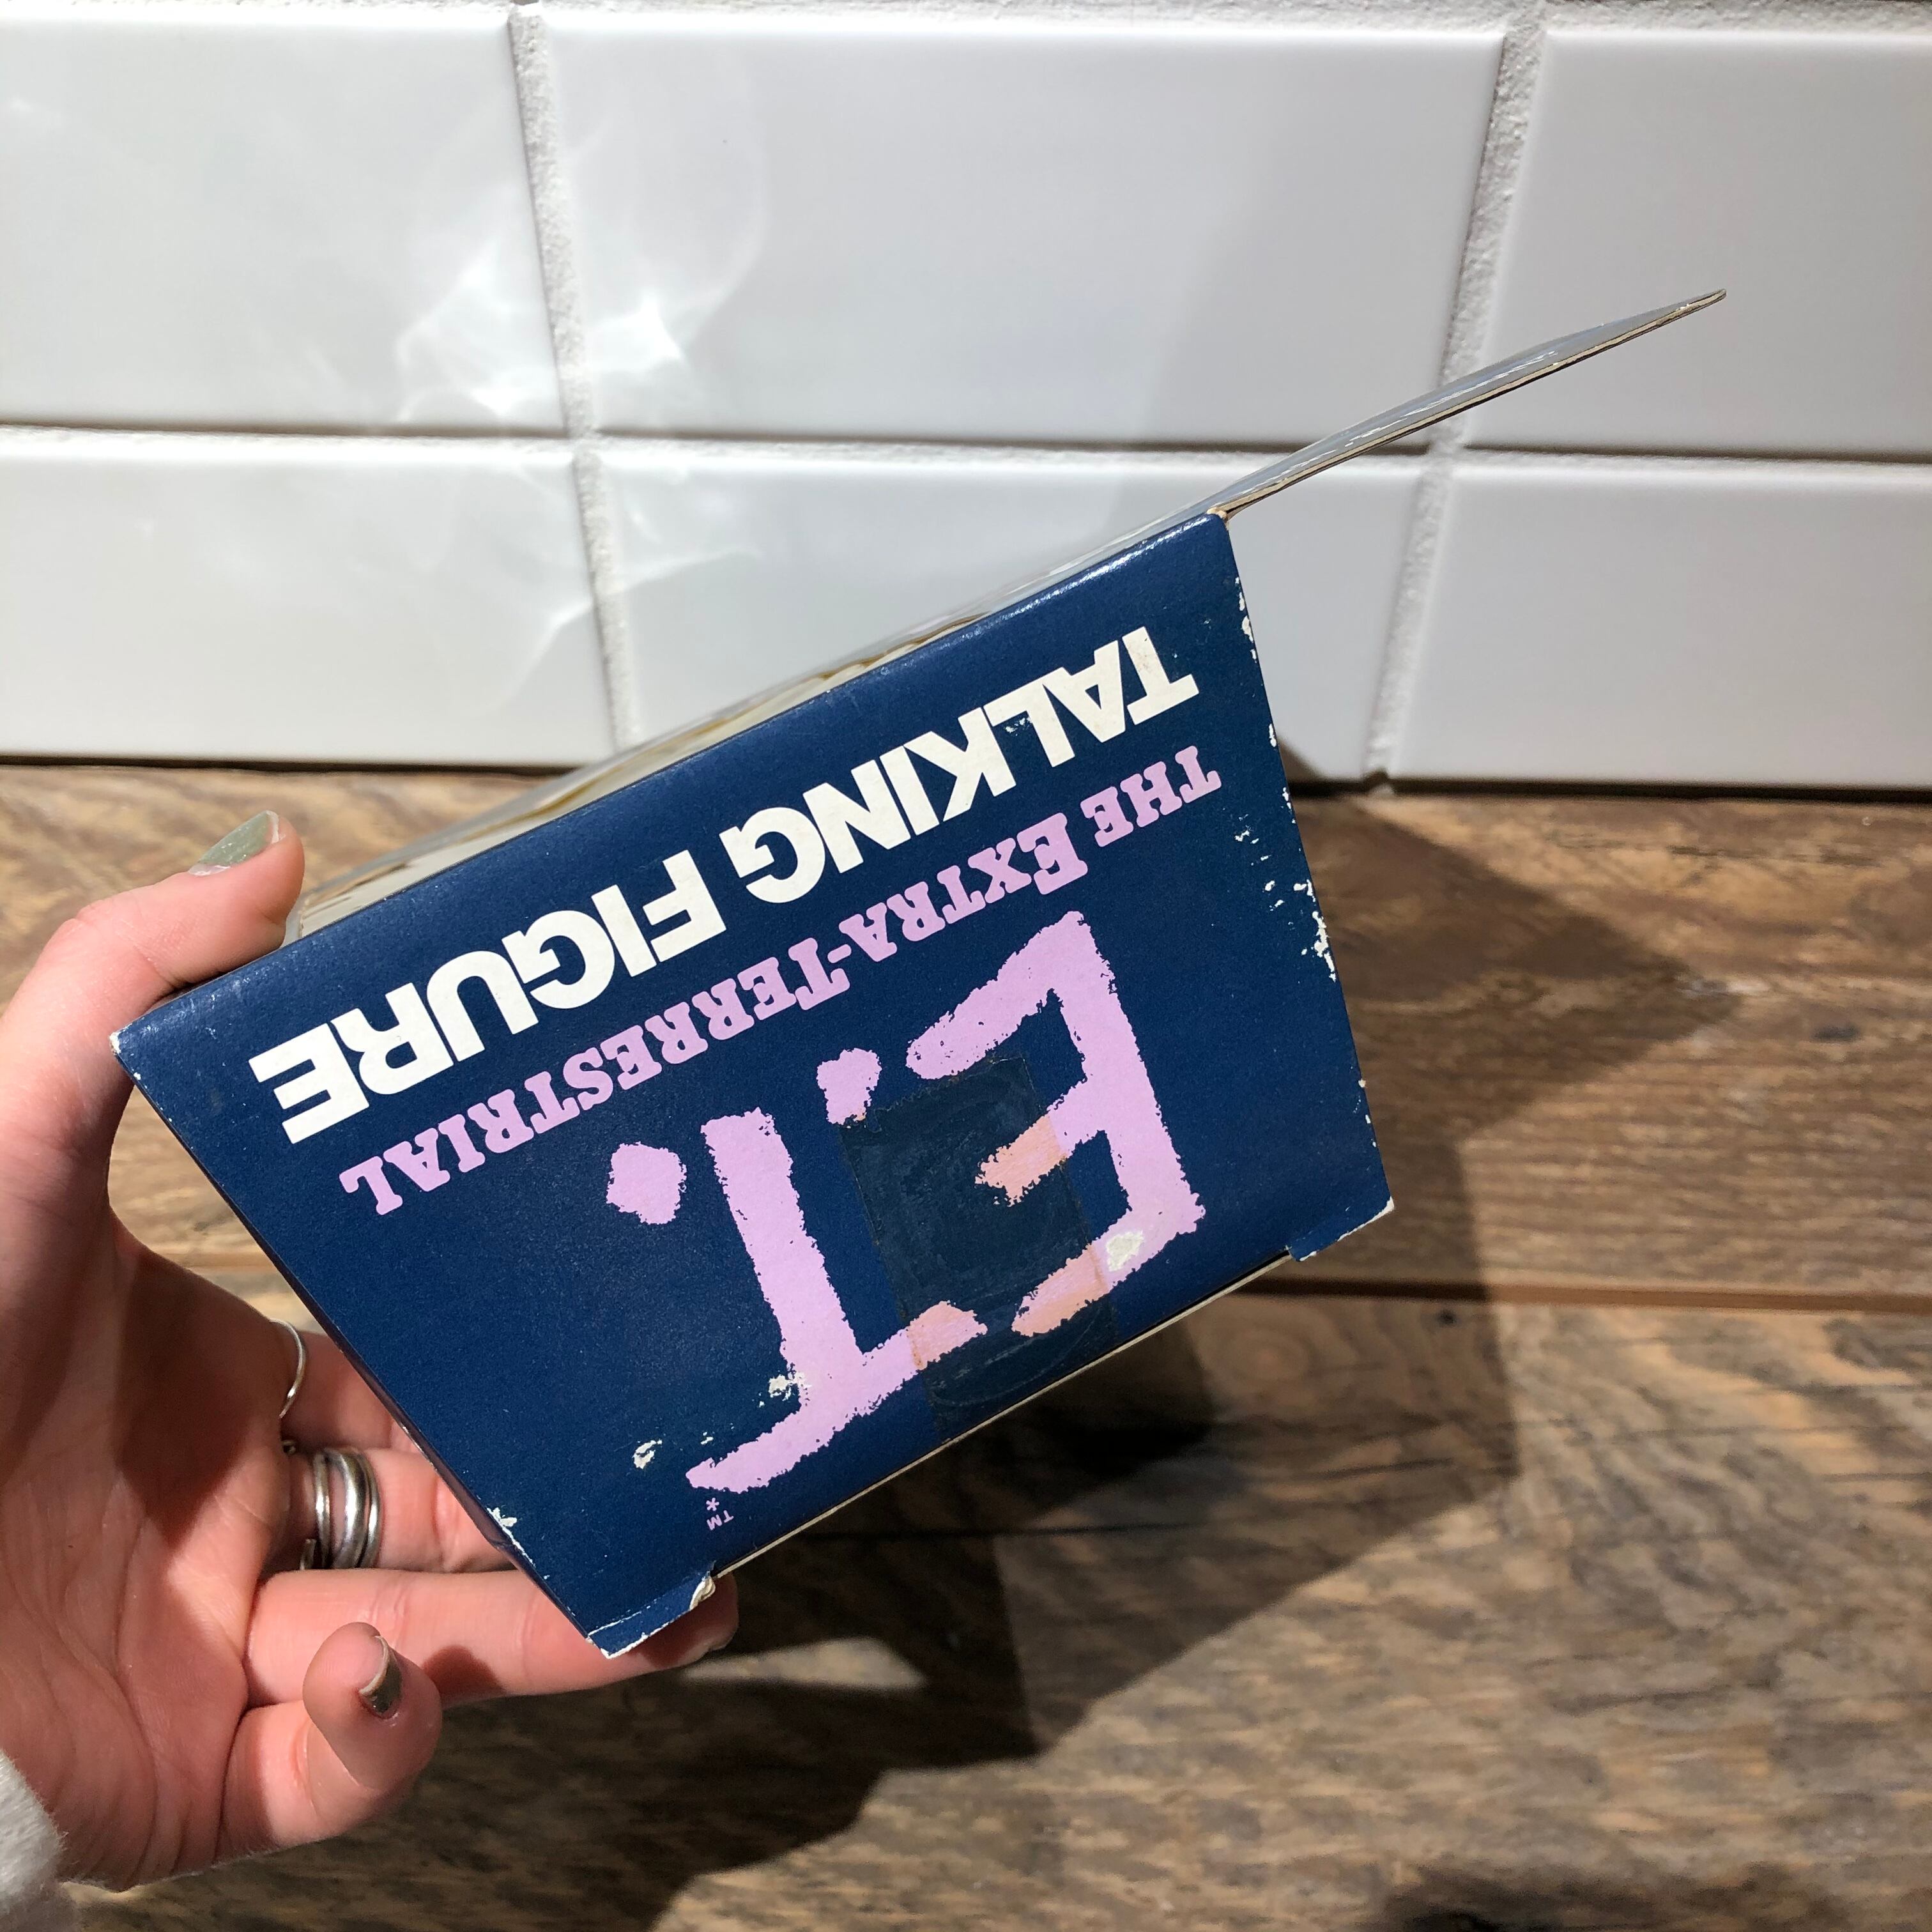 E.T.
™*
THE EXTRA-TERRESTRIAL
TALKING FIGURE